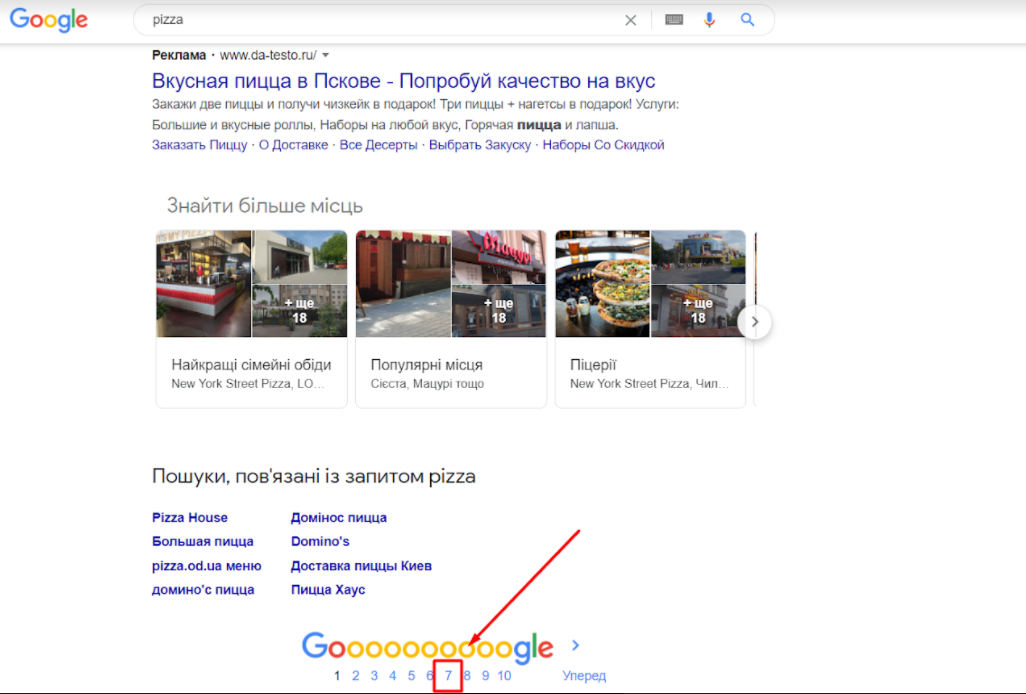 Google
pizza
Реклама · www.da-testo.ru/
Вкусная пицца в Пскове - Попробуй качество на вкус
Закажи две пиццы и получи чизкейк в подарок! Три пиццы + нагетсы в подарок! Услуги:
Большие и вкусные роллы, Наборы на любой вкус, Горячая пицца и лапша.
Заказать Пиццу · О Доставке · Все Десерты · Выбрать Закуску · Наборы Со Скидкой
Знайти більше місць
+ ще
18
+ ще
18
+ ще
18
Найкращі сімейні обіди
New York Street Pizza, LO...
Популярні місця
Сієста, Мацурі тощо
Піцерії
New York Street Pizza, Чил...
Пошуки, пов'язані із запитом pizza
Pizza House
Домінос пицца
Большая пицца
Domino's
pizza.od.ua меню
Доставка пиццы Киев
домино'с пицца
Пицца Хаус
Goooooooooogle
1 2 3 4 5 6 7 8 9 10 Уперед